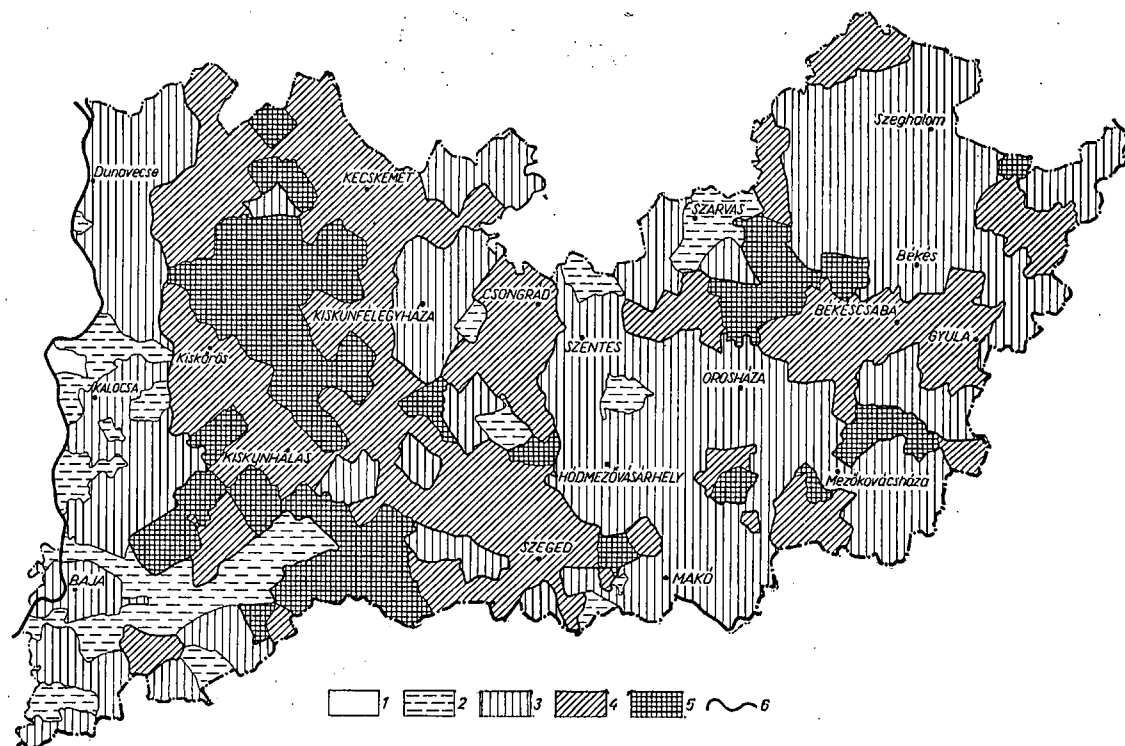 Szeghalom
Dunavecse
KECSKEMÉT
SZARVAS
Békés
CSONGRÁD
KISKUNFÉLEGYHÁZA
BÉKÉSCSABA
GYULA
SZENTES
Kiskőrös
KALOCSA
OROSHÁZA
KISKUNHALAS
HÓDMEZŐVÁSÁRHELY
Mezőkovácsháza
SZEGED
BAJA
MAKÓ
1 2 3 4 5 6